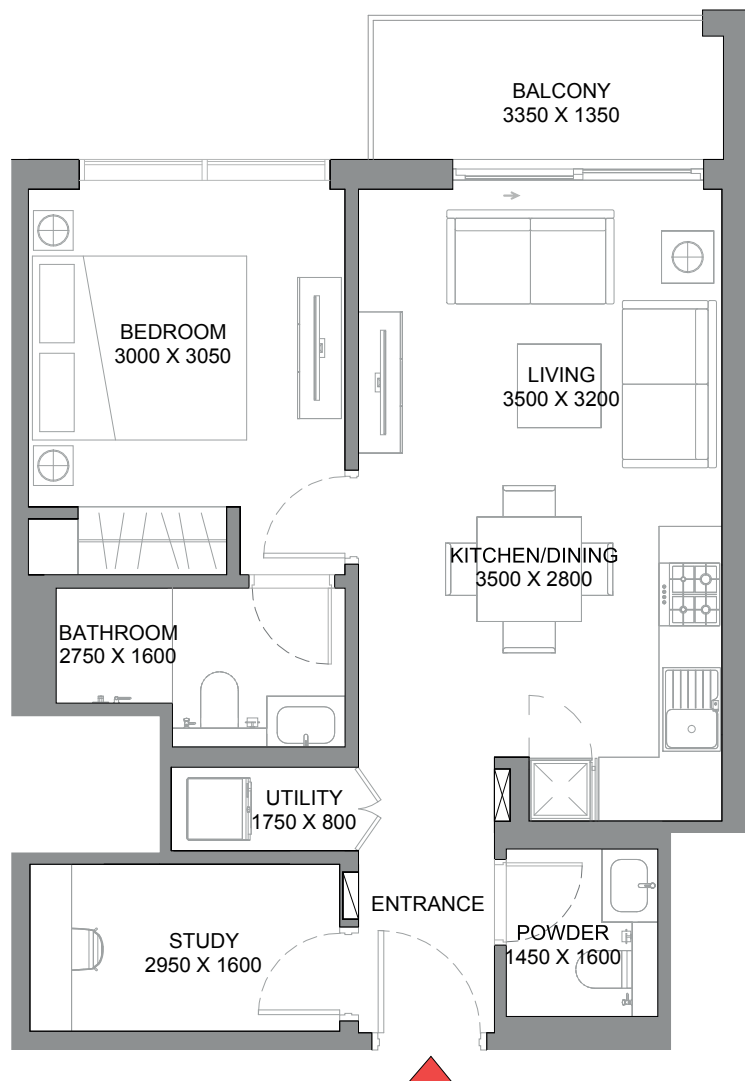 BALCONY
3350 X 1350
BEDROOM
3000 X 3050
LIVING
3500 X 3200
KITCHEN/DINING
3500 X 2800
BATHROOM
2750 X 1600
UTILITY
1750 X 800
ENTRANCE
STUDY
2950 X 1600
POWDER
1450 X 1600